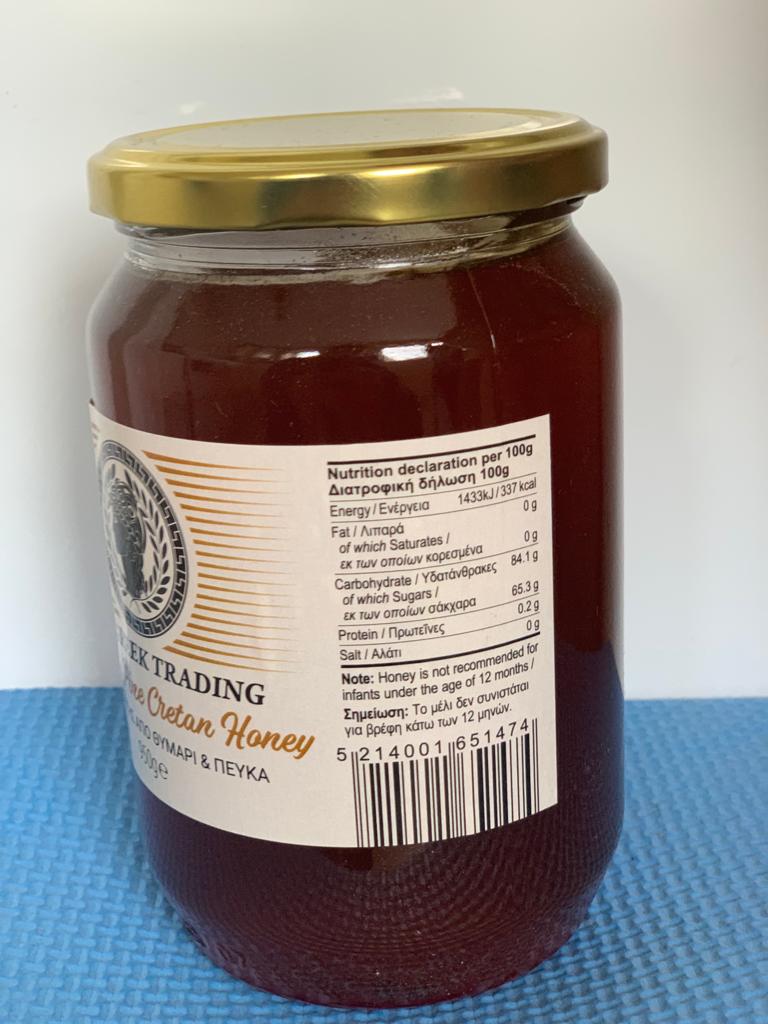 TRADING
Cretan Honey
ΑΠΟ ΘΥΜΑΡΙ & ΠΕΥΚΑ
950g℮
Nutrition declaration per 100g
Διατροφική δήλωση 100g
Energy / Ενέργεια 1433kJ / 337 kcal
Fat / Λιπαρά 0 g
of which Saturates /
εκ των οποίων κορεσμένα 0 g
Carbohydrate / Υδατάνθρακες 84.1 g
of which Sugars /
εκ των οποίων σάκχαρα 65.3 g
Protein / Πρωτεΐνες 0.2 g
Salt / Αλάτι 0 g
Note: Honey is not recommended for
infants under the age of 12 months /
Σημείωση: Το μέλι δεν συνιστάται
για βρέφη κάτω των 12 μηνών.
5 214001 651474